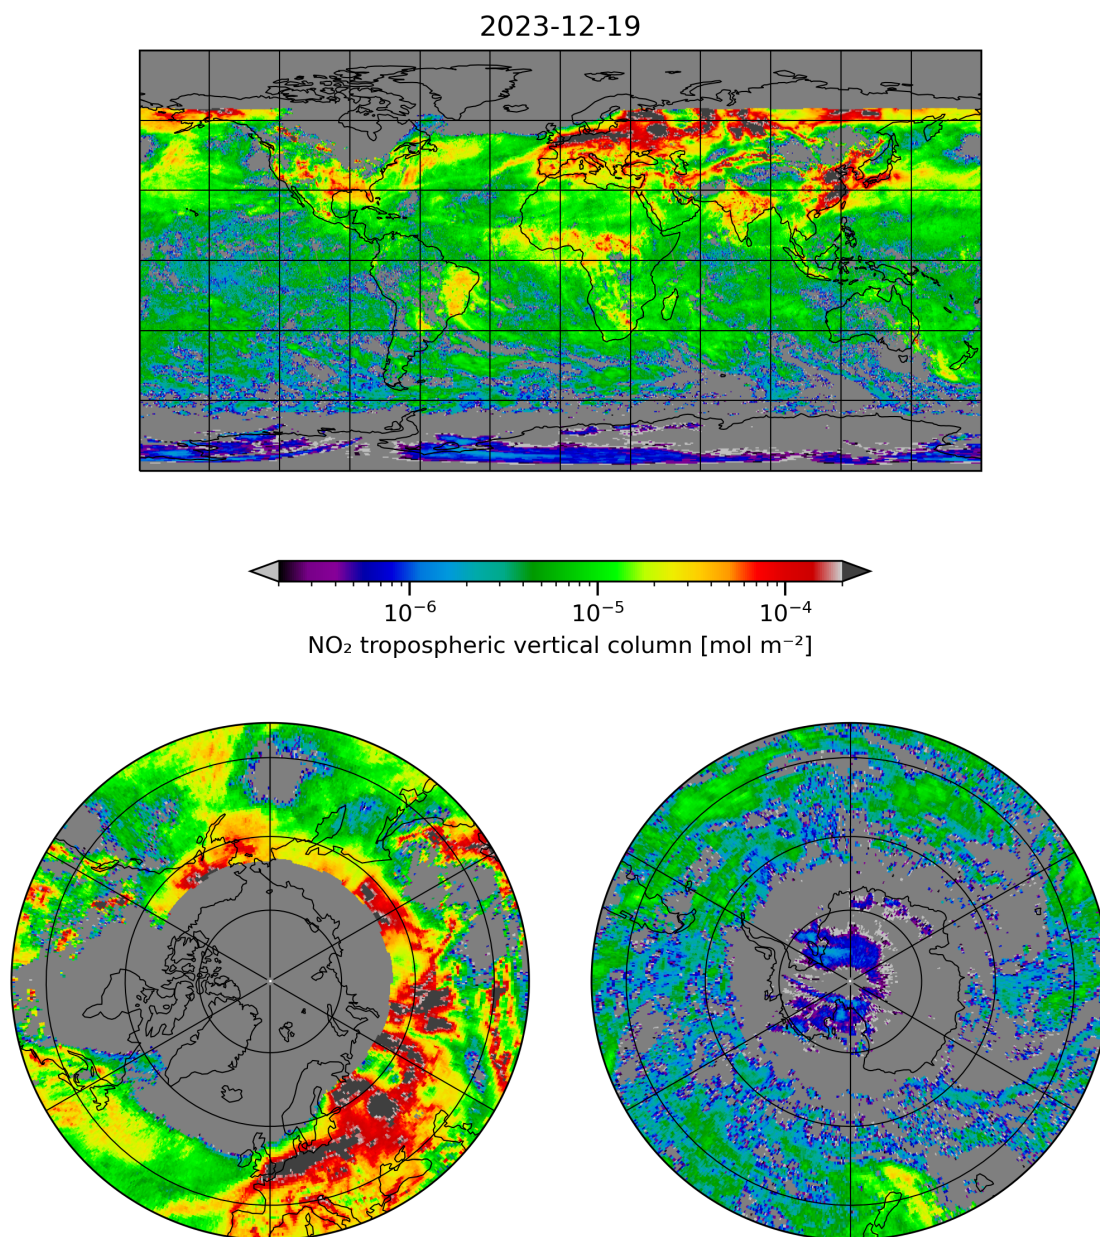 2023-12-19
10⁻⁶ 10⁻⁵ 10⁻⁴
NO₂ tropospheric vertical column [mol m⁻²]